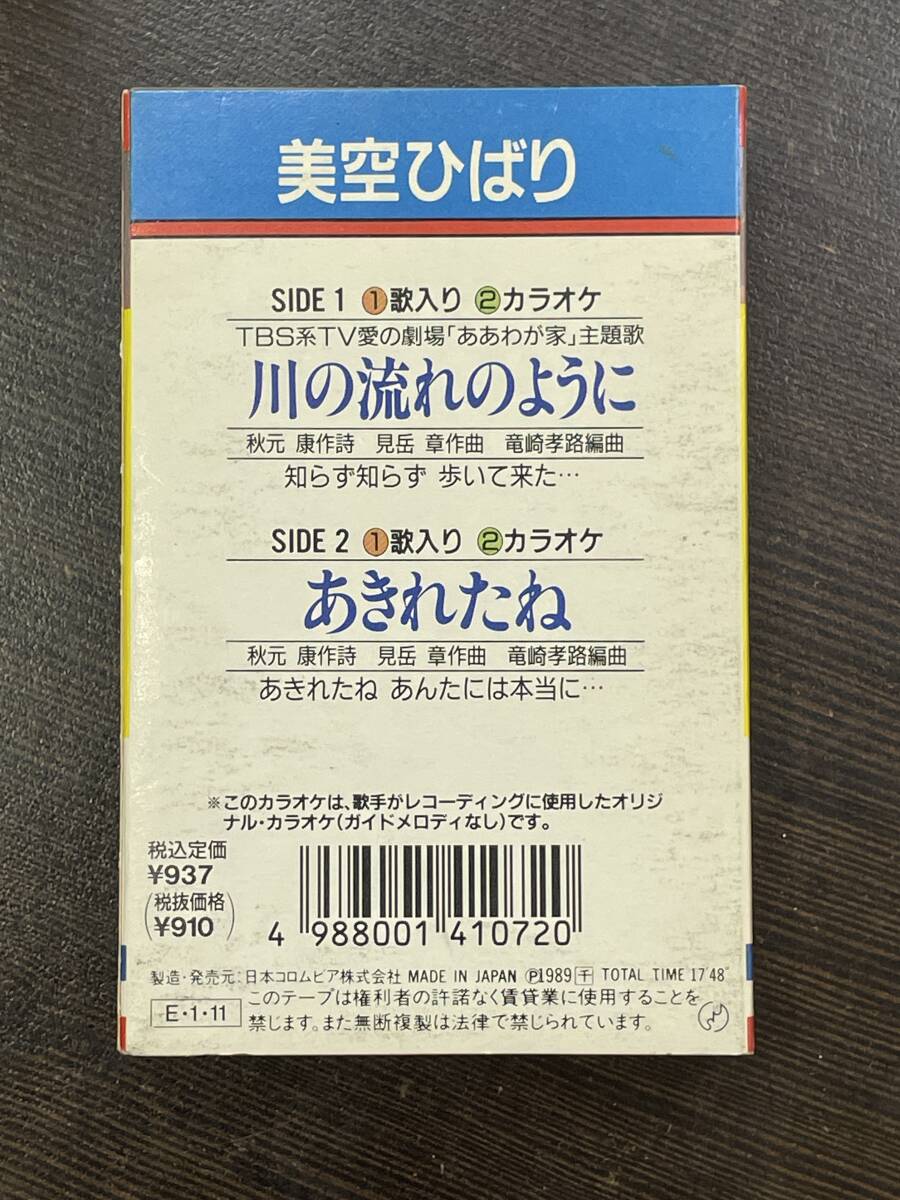 美空ひばり
SIDE 1 ①歌入り ②カラオケ
TBS系TV愛の劇場「ああわが家」主題歌
川の流れのように
秋元 康作詩 見岳 章作曲 竜崎孝路編曲
知らず知らず 歩いて来た…
SIDE 2 ①歌入り ②カラオケ
あきれたね
秋元 康作詩 見岳 章作曲 竜崎孝路編曲
あきれたね あんたには本当に…
※このカラオケは、歌手がレコーディングに使用したオリジ
ナル・カラオケ(ガイドメロディなし)です。
税込定価
¥937
(税抜価格
¥910)
4 988001 410720
製造・発売元:日本コロムビア株式会社 MADE IN JAPAN Ⓟ1989 千 TOTAL TIME 17'48"
E・1・11
このテープは権利者の許諾なく賃貸業に使用することを
禁じます。また無断複製は法律で禁じられています。